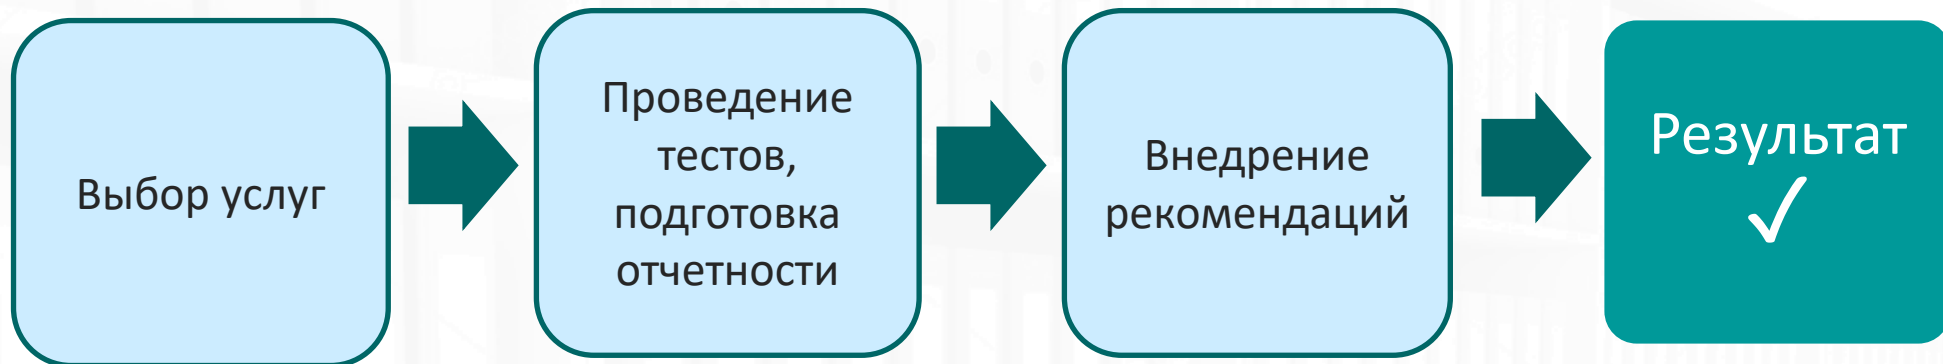 Выбор услуг
Проведение
тестов,
подготовка
отчетности
Внедрение
рекомендаций
Результат
✓